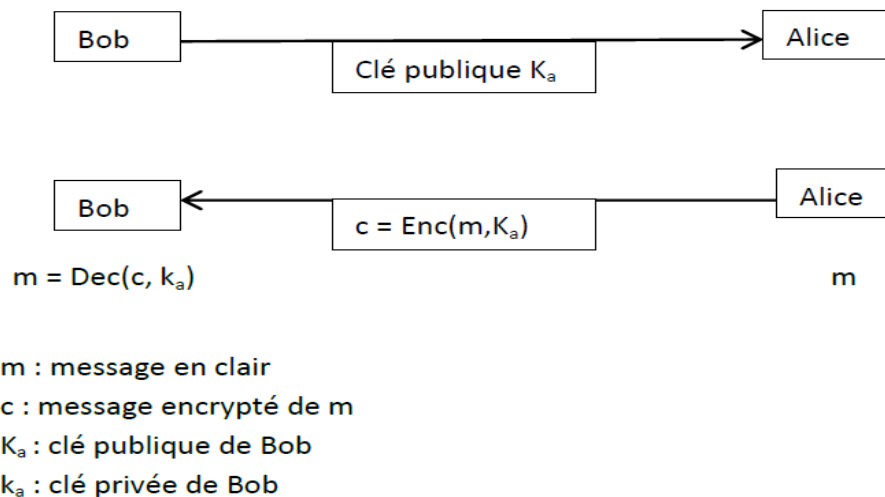 Bob
Alice
Clé publique Kₐ
Bob
Alice
c = Enc(m,Kₐ)
m = Dec(c, kₐ)
m
m : message en clair
c : message encrypté de m
Kₐ : clé publique de Bob
kₐ : clé privée de Bob